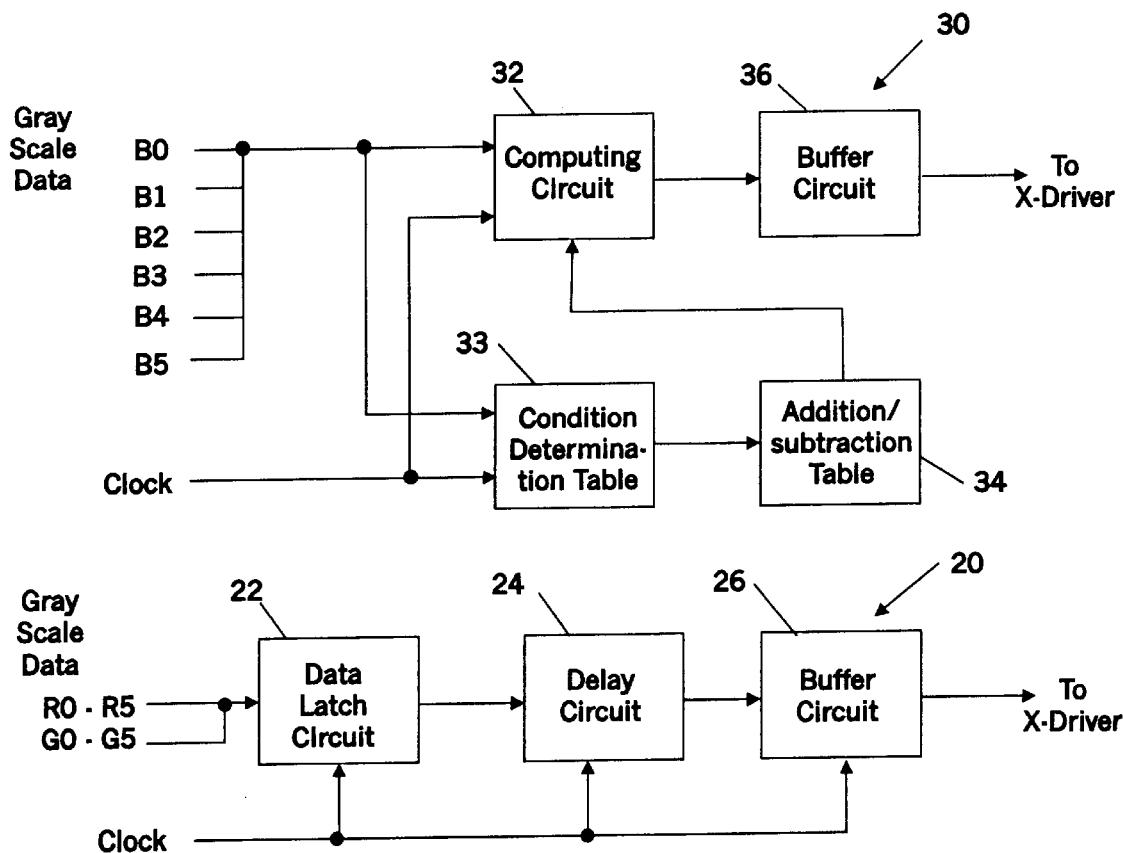 30
32
36
Gray
Scale
Data
B0
B1
B2
B3
B4
B5
Computing
Circuit
Buffer
Circuit
To
X-Driver
33
Condition
Determina-
tion Table
Addition/
subtraction
Table
34
Clock
20
22
24
26
Gray
Scale
Data
R0 - R5
G0 - G5
Data
Latch
Circuit
Delay
Circuit
Buffer
Circuit
To
X-Driver
Clock